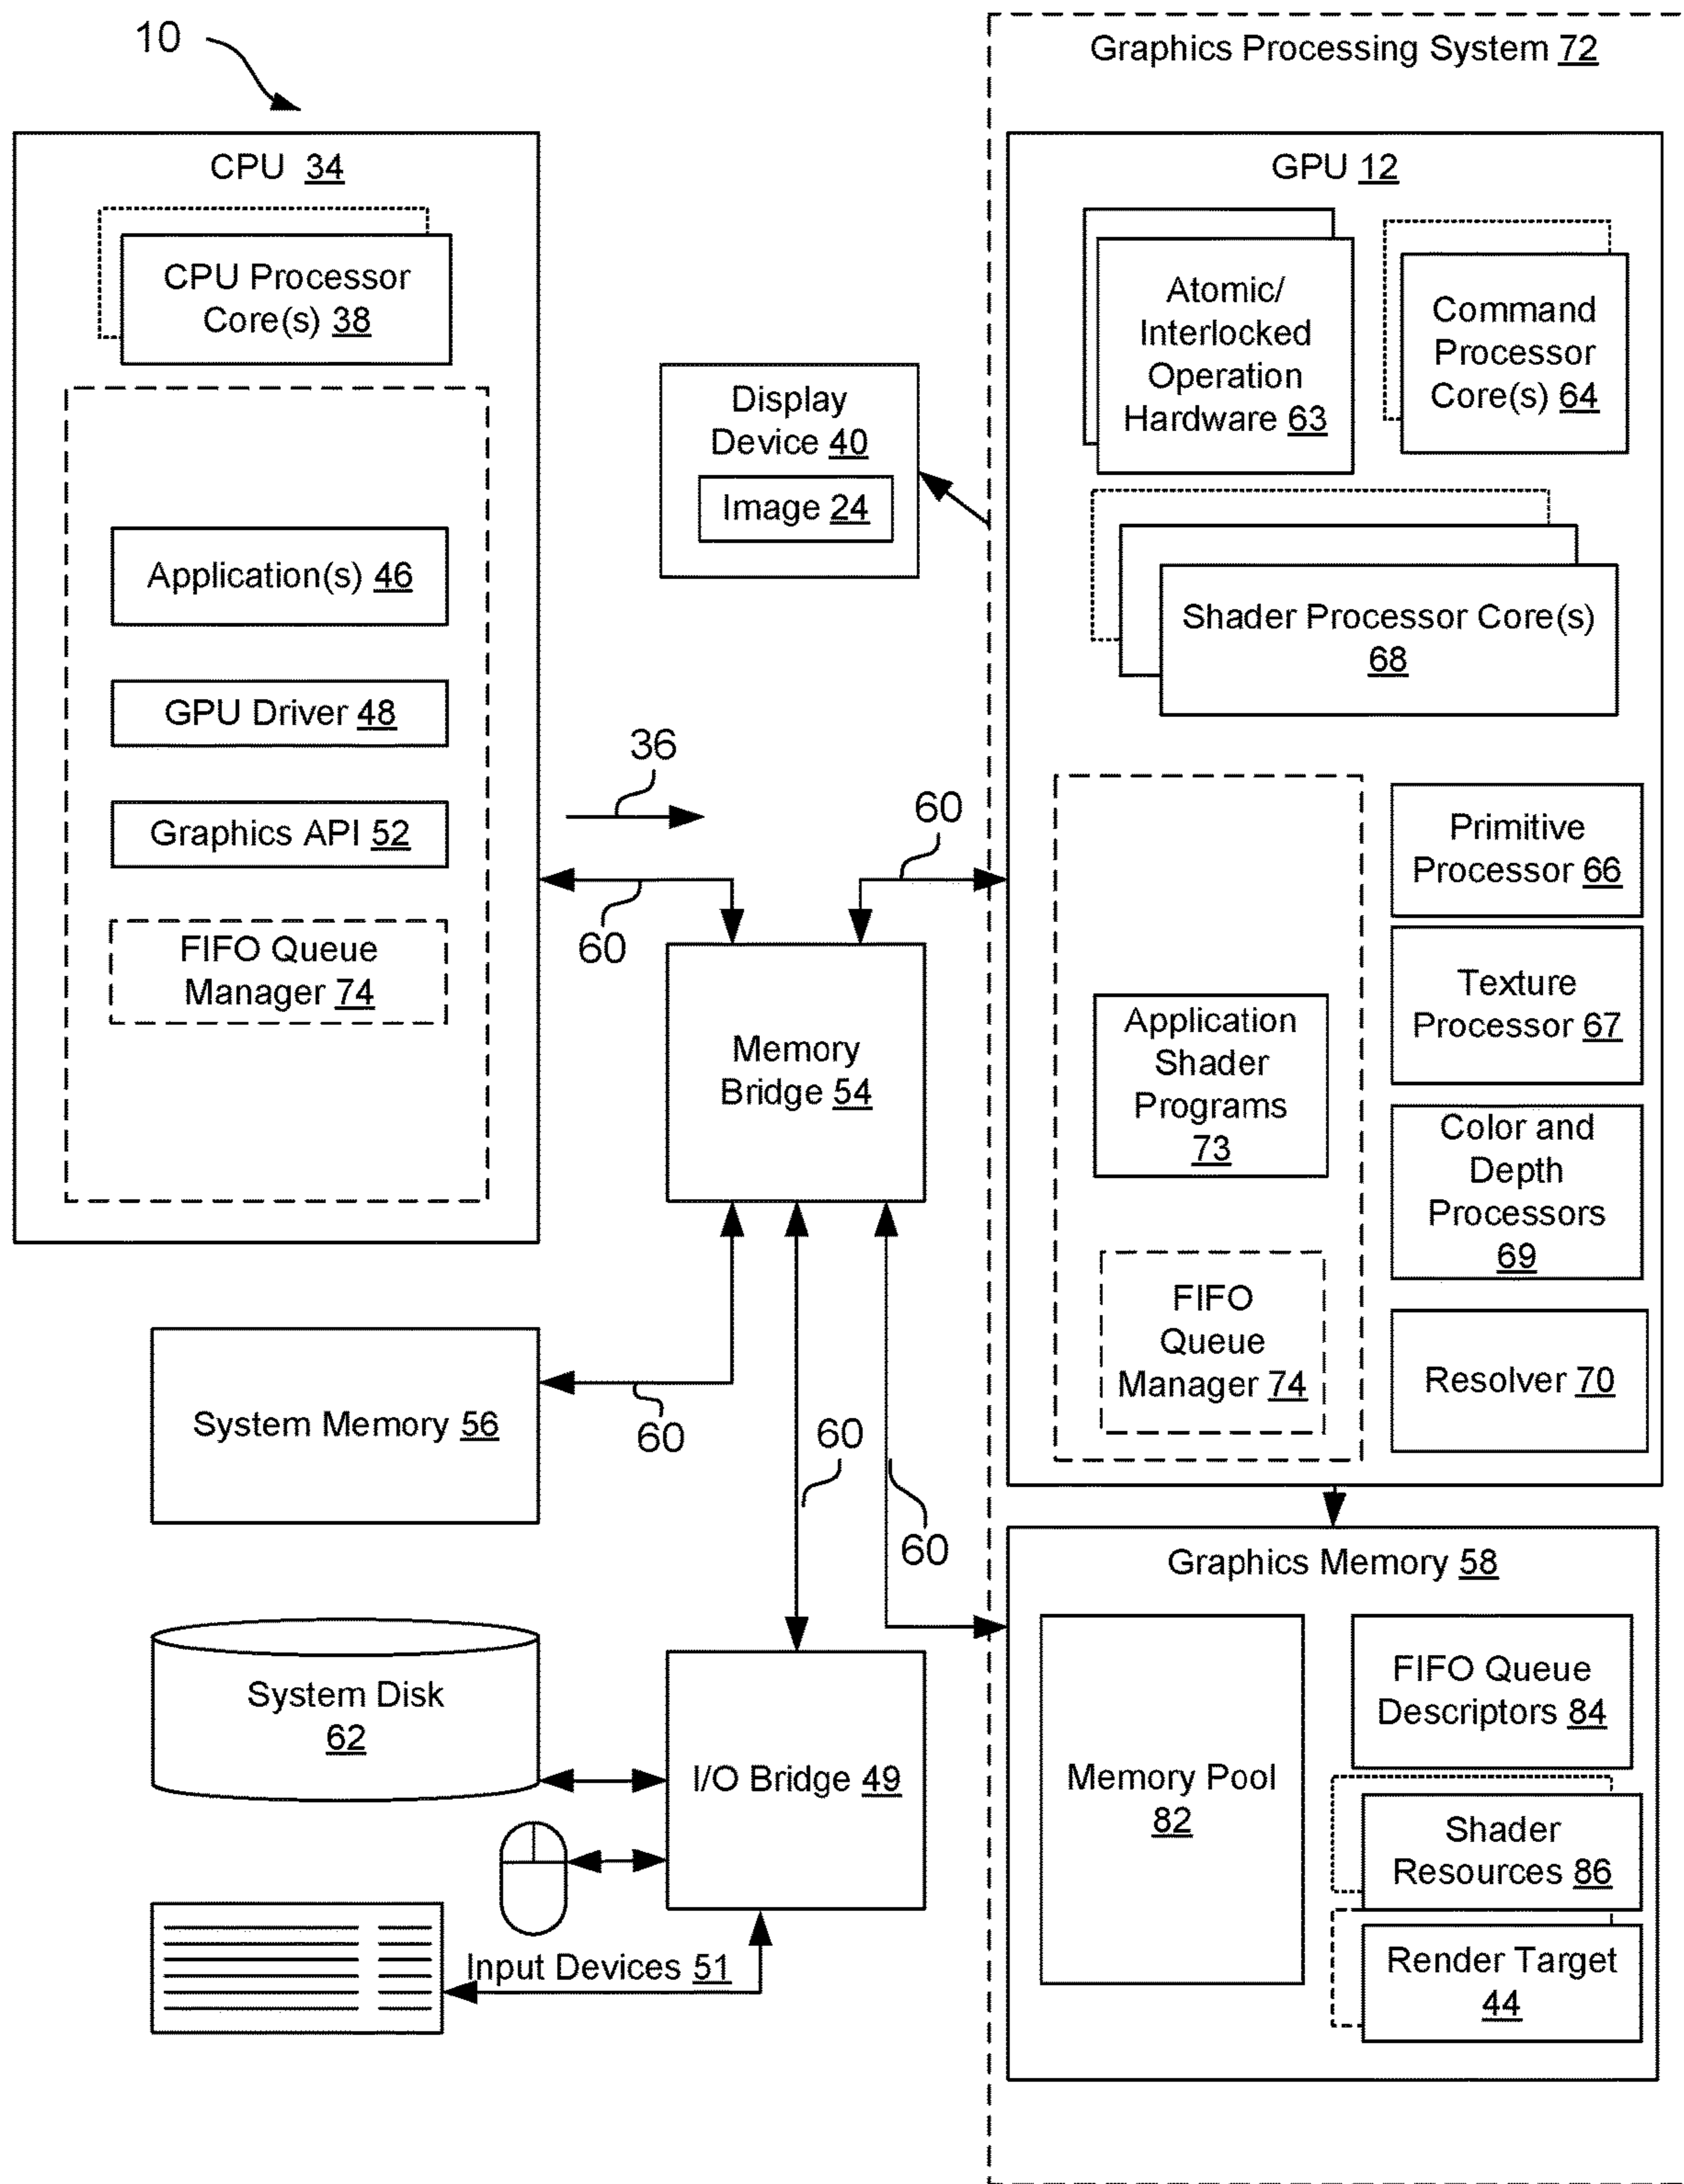 10
Graphics Processing System 72
CPU 34
CPU Processor
Core(s) 38
Application(s) 46
GPU Driver 48
Graphics API 52
FIFO Queue
Manager 74
Display
Device 40
Image 24
36
60
60
Memory
Bridge 54
GPU 12
Atomic/
Interlocked
Operation
Hardware 63
Command
Processor
Core(s) 64
Shader Processor Core(s)
68
Primitive
Processor 66
Texture
Processor 67
Application
Shader
Programs
73
Color and
Depth
Processors
69
FIFO
Queue
Manager 74
Resolver 70
System Memory 56
60
60
60
System Disk
62
I/O Bridge 49
Input Devices 51
Graphics Memory 58
Memory Pool
82
FIFO Queue
Descriptors 84
Shader
Resources 86
Render Target
44